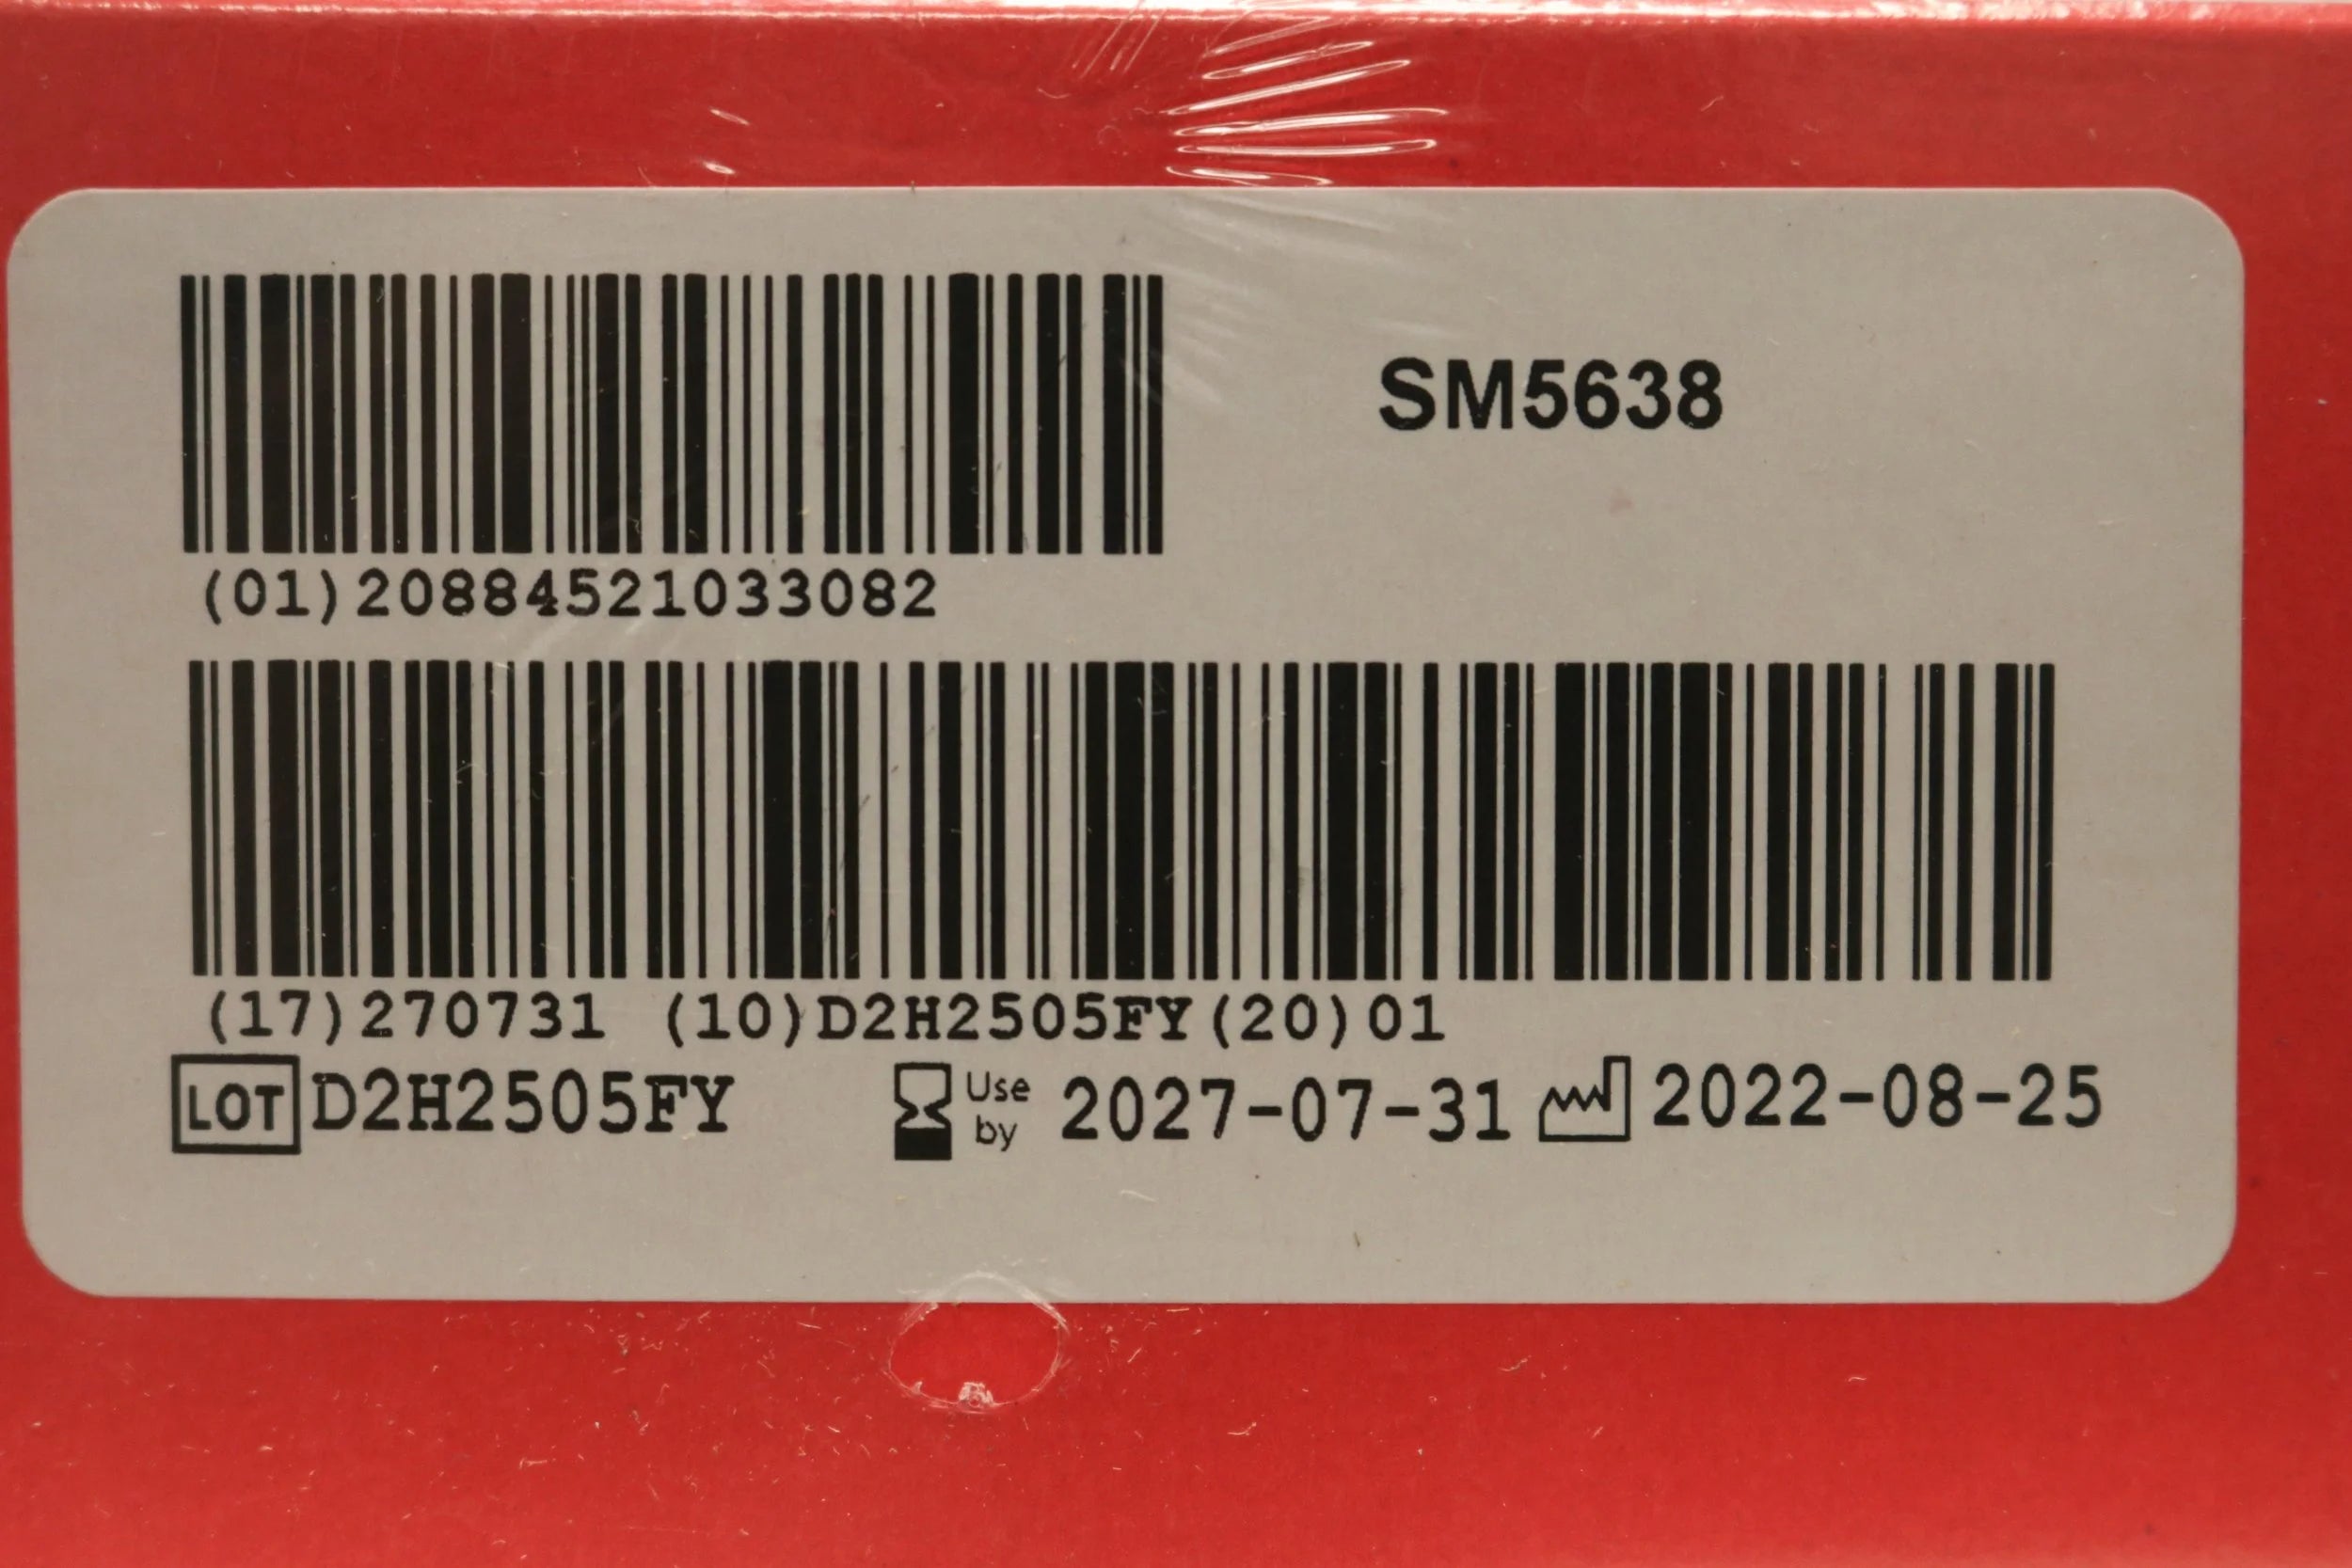 SM5638
(01)20884521033082
(17)270731 (10)D2H2505FY(20)01
LOT D2H2505FY Use by 2027-07-31 2022-08-25